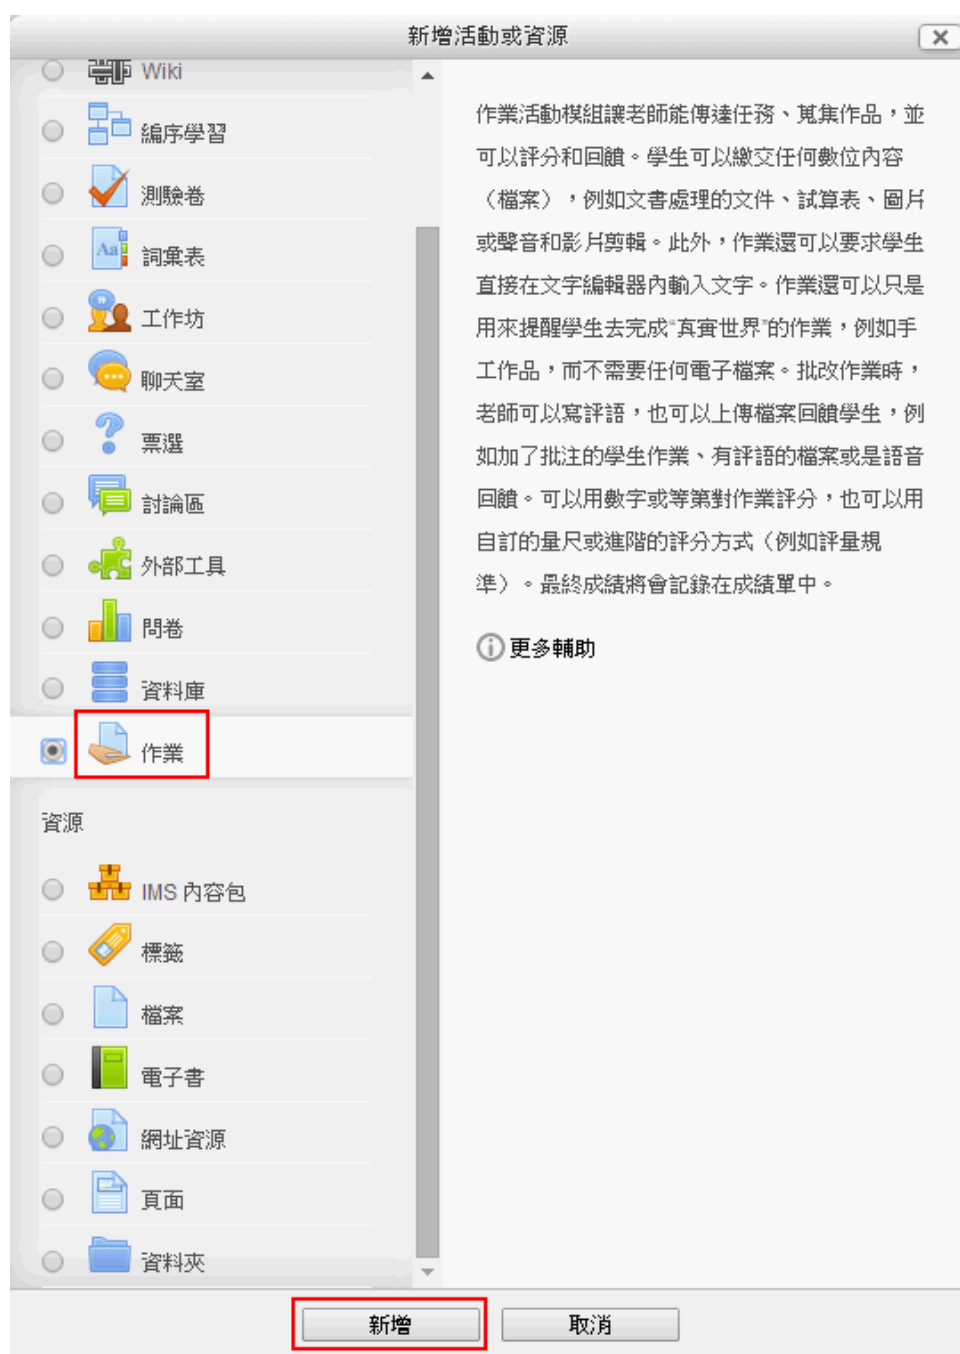 新增活動或資源
Wiki
編序學習
測驗卷
詞彙表
工作坊
聊天室
票選
討論區
外部工具
問卷
資料庫
作業
資源
IMS 內容包
標籤
檔案
電子書
網址資源
頁面
資料夾
作業活動模組讓老師能傳達任務、蒐集作品，並
可以評分和回饋。學生可以繳交任何數位內容
（檔案），例如文書處理的文件、試算表、圖片
或聲音和影片剪輯。此外，作業還可以要求學生
直接在文字編輯器內輸入文字。作業還可以只是
用來提醒學生去完成“真實世界”的作業，例如手
工作品，而不需要任何電子檔案。批改作業時，
老師可以寫評語，也可以上傳檔案回饋學生，例
如加了批注的學生作業、有評語的檔案或是語音
回饋。可以用數字或等第對作業評分，也可以用
自訂的量尺或進階的評分方式（例如評量規
準）。最終成績將會記錄在成績單中。
更多輔助
新增
取消